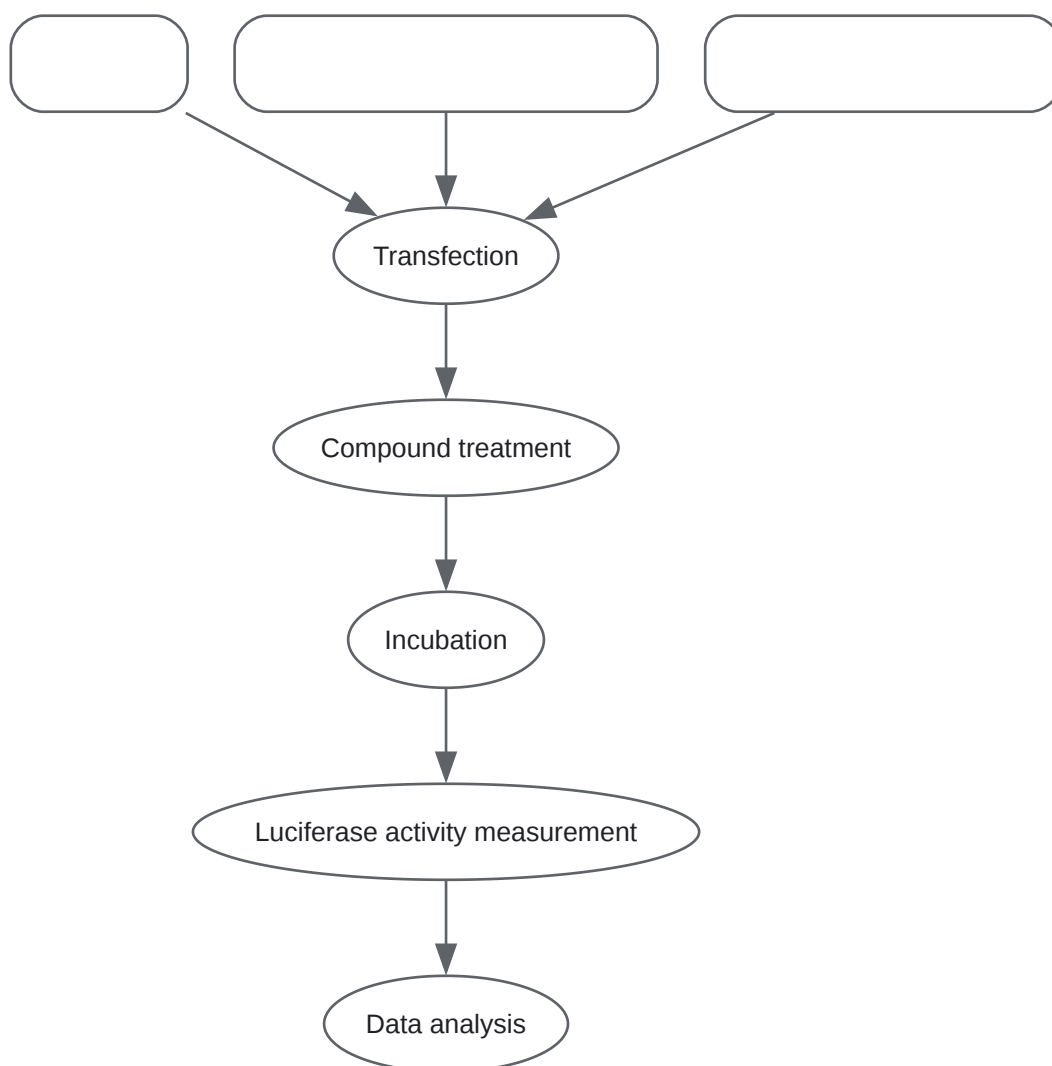 Transfection
Compound treatment
Incubation
Luciferase activity measurement
Data analysis